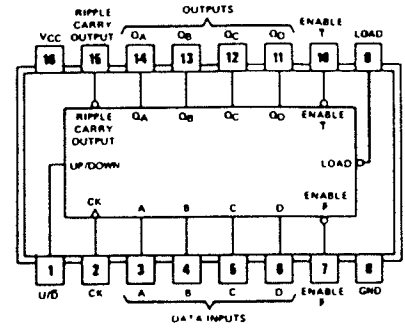 RIPPLE OUTPUTS
VCC CARRY OUTPUT QA QB QC QD ENABLE T LOAD
16 15 14 13 12 11 10 9
RIPPLE CARRY OUTPUT QA QB QC QD ENABLE T
UP/DOWN LOAD
CK A B C D ENABLE P
1 2 3 4 5 6 7 8
U/D̅ CK A B C D ENABLE P GND
DATA INPUTS